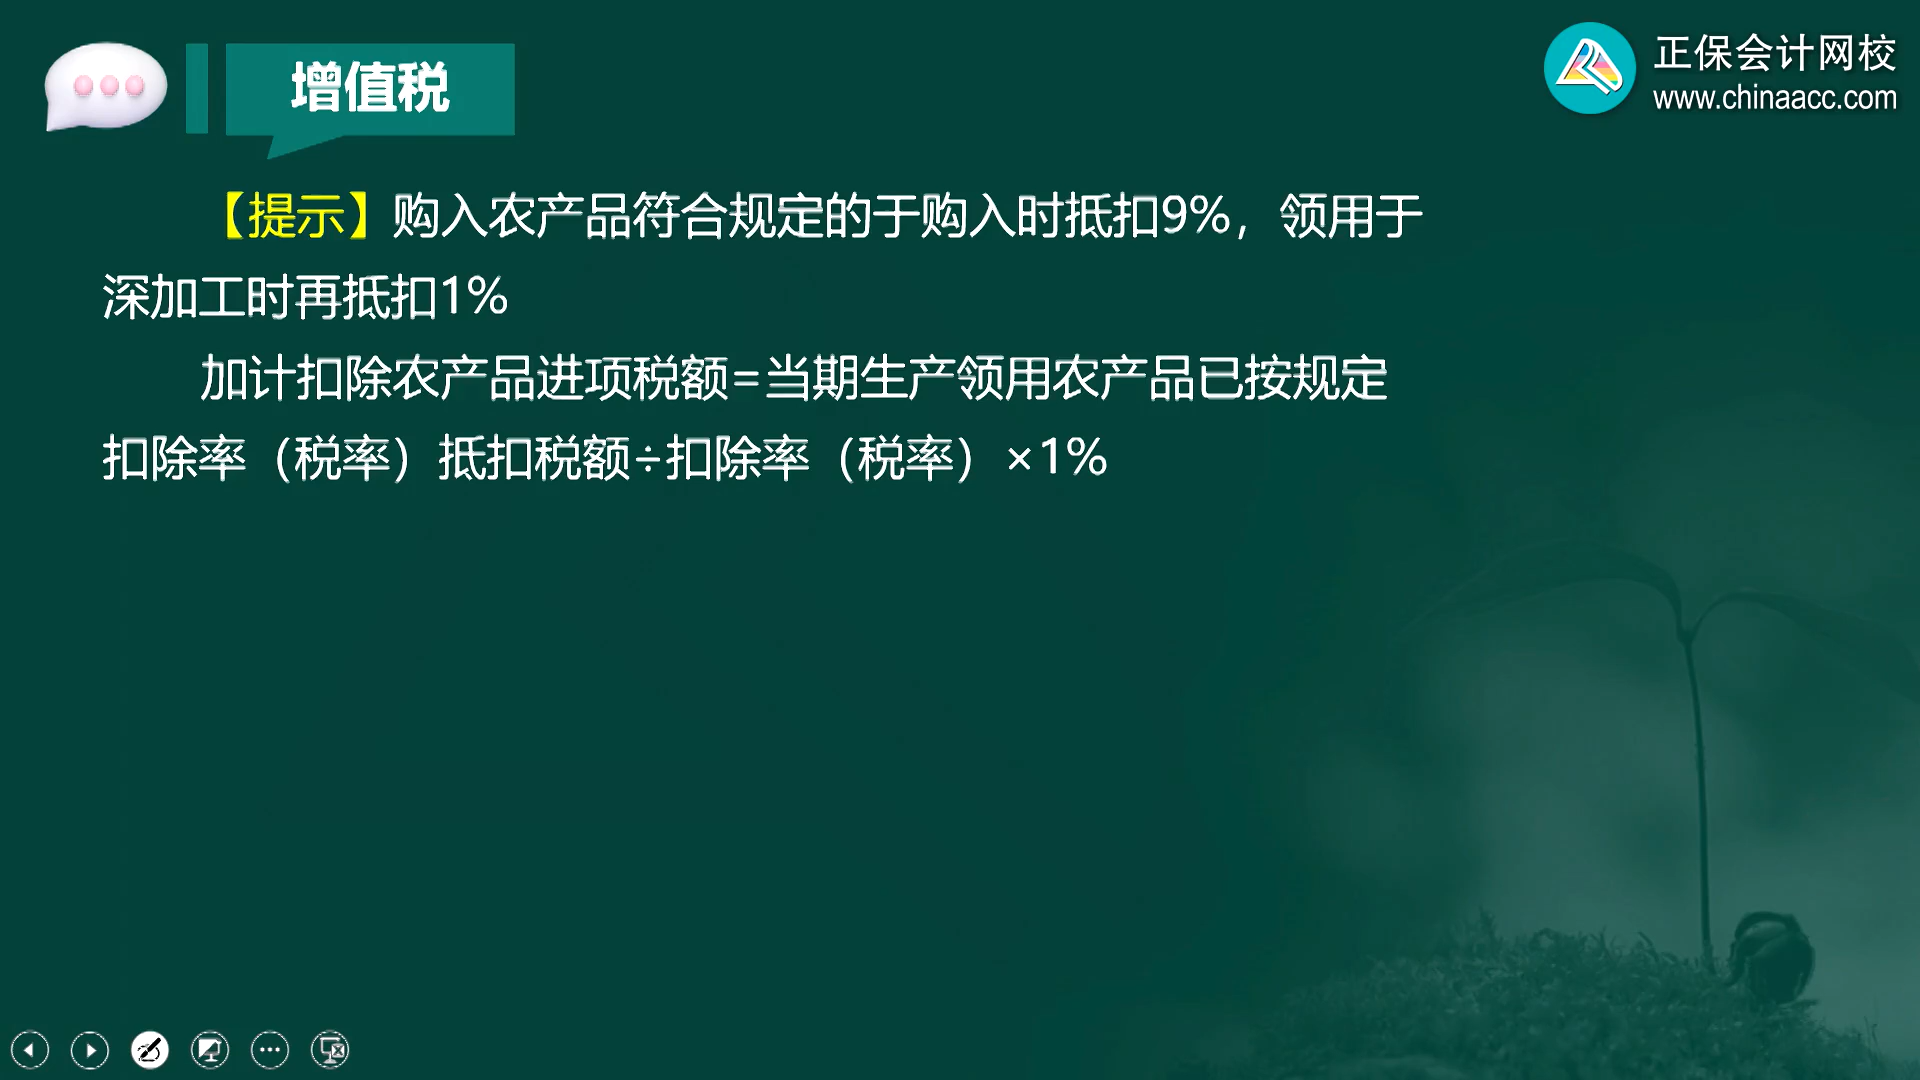 增值税
正保会计网校
www.chinaacc.com
【提示】购入农产品符合规定的于购入时抵扣9%，领用于
深加工时再抵扣1%
加计扣除农产品进项税额=当期生产领用农产品已按规定
扣除率（税率）抵扣税额÷扣除率（税率）×1%